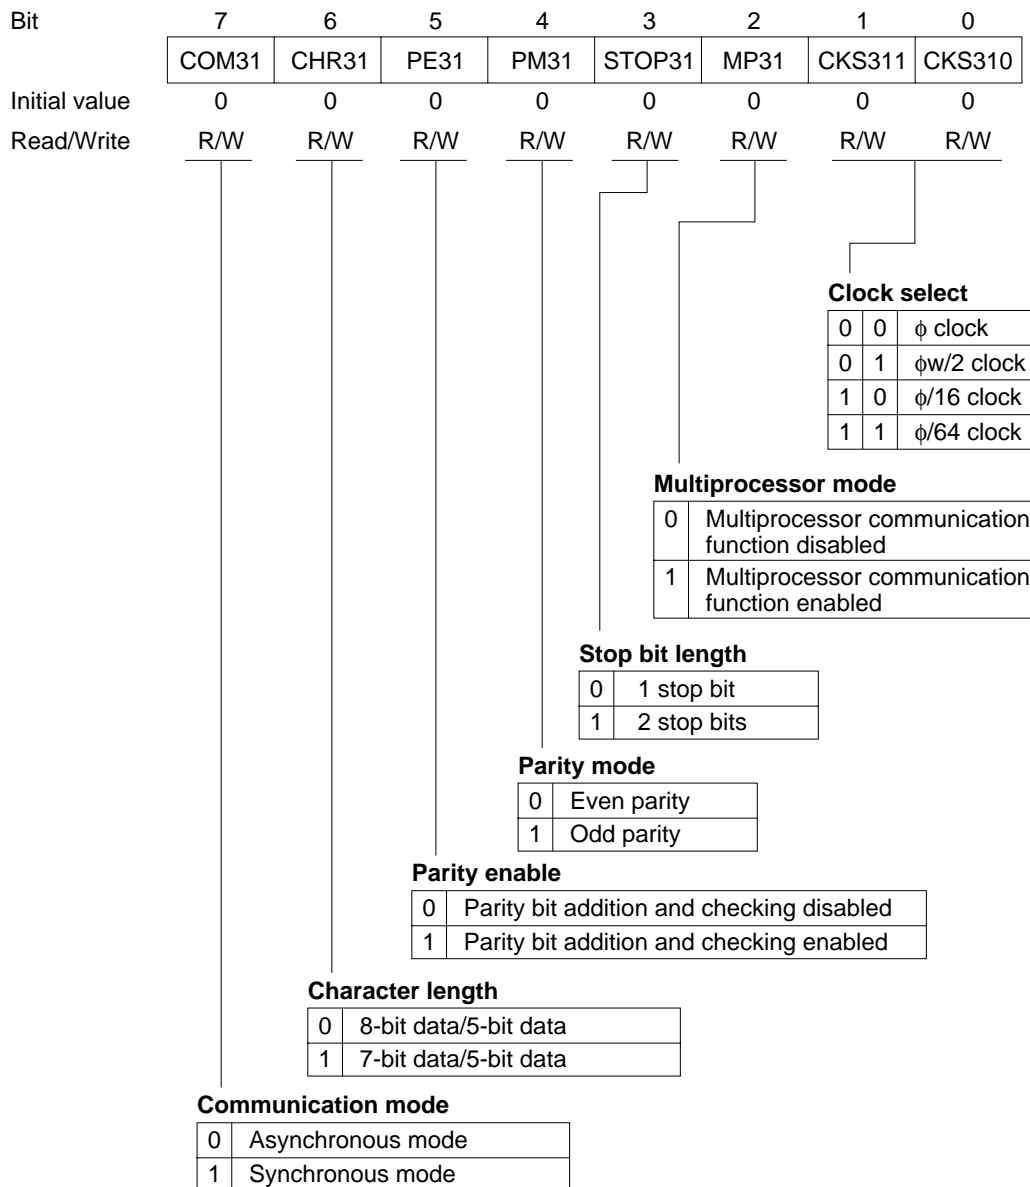 Bit 7 6 5 4 3 2 1 0
COM31 CHR31 PE31 PM31 STOP31 MP31 CKS311 CKS310
Initial value 0 0 0 0 0 0 0 0
Read/Write R/W R/W R/W R/W R/W R/W R/W R/W
Clock select
0 0 ϕ clock
0 1 ϕw/2 clock
1 0 ϕ/16 clock
1 1 ϕ/64 clock
Multiprocessor mode
0 Multiprocessor communication
function disabled
1 Multiprocessor communication
function enabled
Stop bit length
0 1 stop bit
1 2 stop bits
Parity mode
0 Even parity
1 Odd parity
Parity enable
0 Parity bit addition and checking disabled
1 Parity bit addition and checking enabled
Character length
0 8-bit data/5-bit data
1 7-bit data/5-bit data
Communication mode
0 Asynchronous mode
1 Synchronous mode